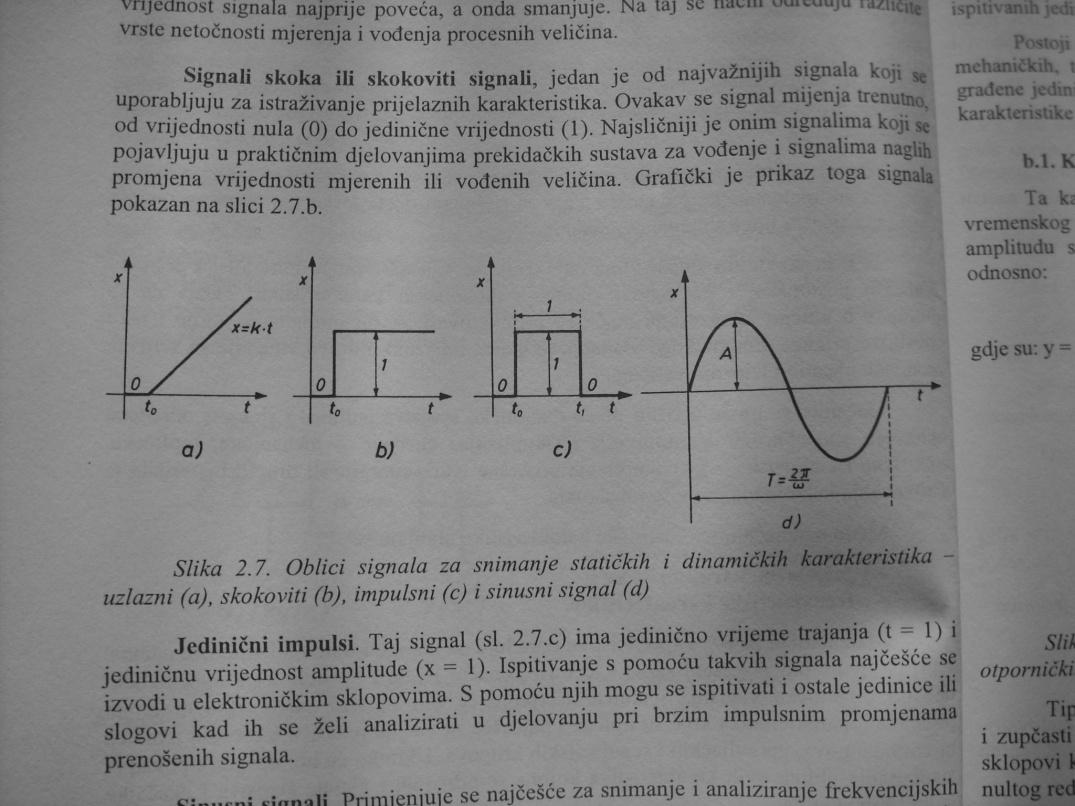 vrijednost signala najprije poveća, a onda smanjuje. Na taj se način određuju različite
vrste netočnosti mjerenja i vođenja procesnih veličina.
Signali skoka ili skokoviti signali, jedan je od najvažnijih signala koji se
uporabljuju za istraživanje prijelaznih karakteristika. Ovakav se signal mijenja trenutno,
od vrijednosti nula (0) do jedinične vrijednosti (1). Najsličniji je onim signalima koji se
pojavljuju u praktičnim djelovanjima prekidačkih sustava za vođenje i signalima naglih
promjena vrijednosti mjerenih ili vođenih veličina. Grafički je prikaz toga signala
pokazan na slici 2.7.b.
x
x=k·t
0
t₀
t
a)
x
1
0
t₀
t
b)
x
1
1
0
0
t₀
t₁
t
c)
x
A
t
T=2π/ω
d)
Slika 2.7. Oblici signala za snimanje statičkih i dinamičkih karakteristika –
uzlazni (a), skokoviti (b), impulsni (c) i sinusni signal (d)
Jedinični impulsi. Taj signal (sl. 2.7.c) ima jedinično vrijeme trajanja (t = 1) i
jediničnu vrijednost amplitude (x = 1). Ispitivanje s pomoću takvih signala najčešće se
izvodi u elektroničkim sklopovima. S pomoću njih mogu se ispitivati i ostale jedinice ili
slogovi kad ih se želi analizirati u djelovanju pri brzim impulsnim promjenama
prenošenih signala.
Sinusni signali. Primjenjuje se najčešće za snimanje i analiziranje frekvencijskih
ispitivanih jedi
Postoji
mehaničkih, t
građene jedin
karakteristike
b.1. K
Ta ka
vremenskog
amplitudu s
odnosno:
gdje su: y =
Slik
otpornički
Tip
i zupčasti
sklopovi k
nultog red